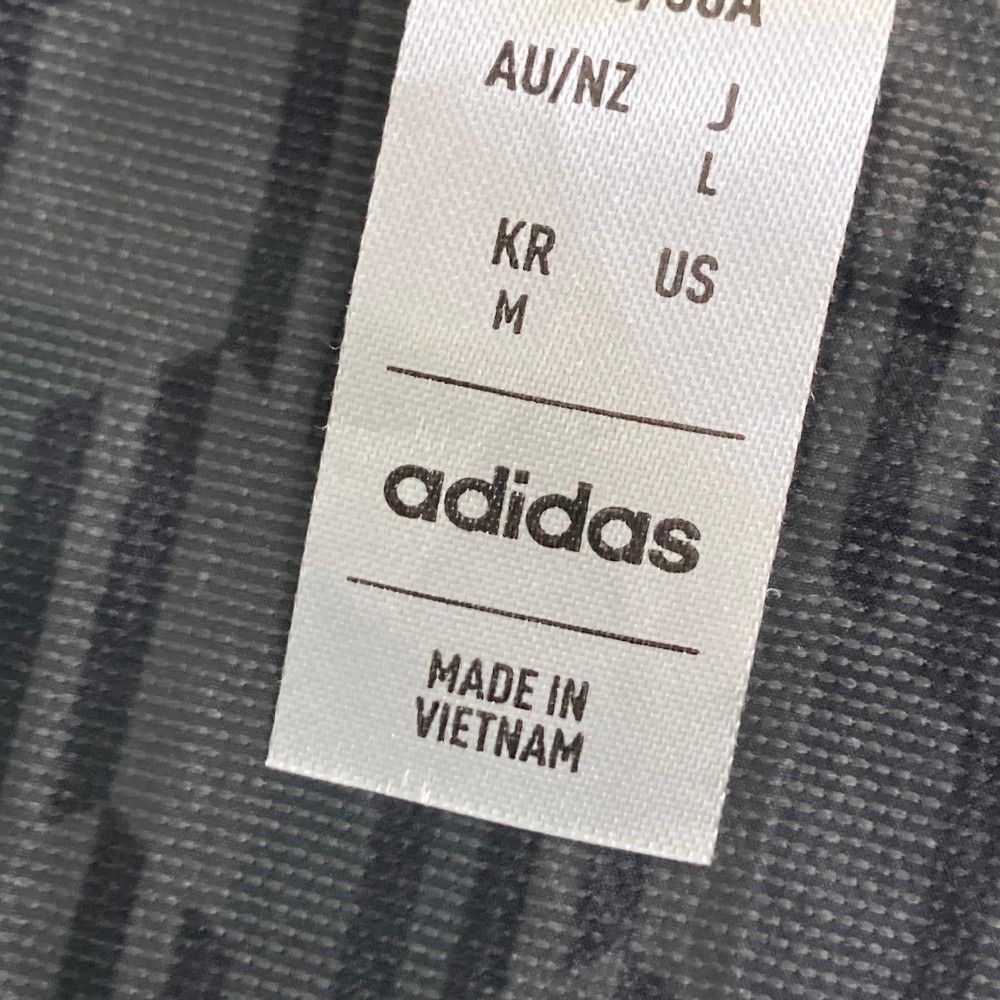 AU/NZ J
L
KR US
M
adidas
MADE IN
VIETNAM